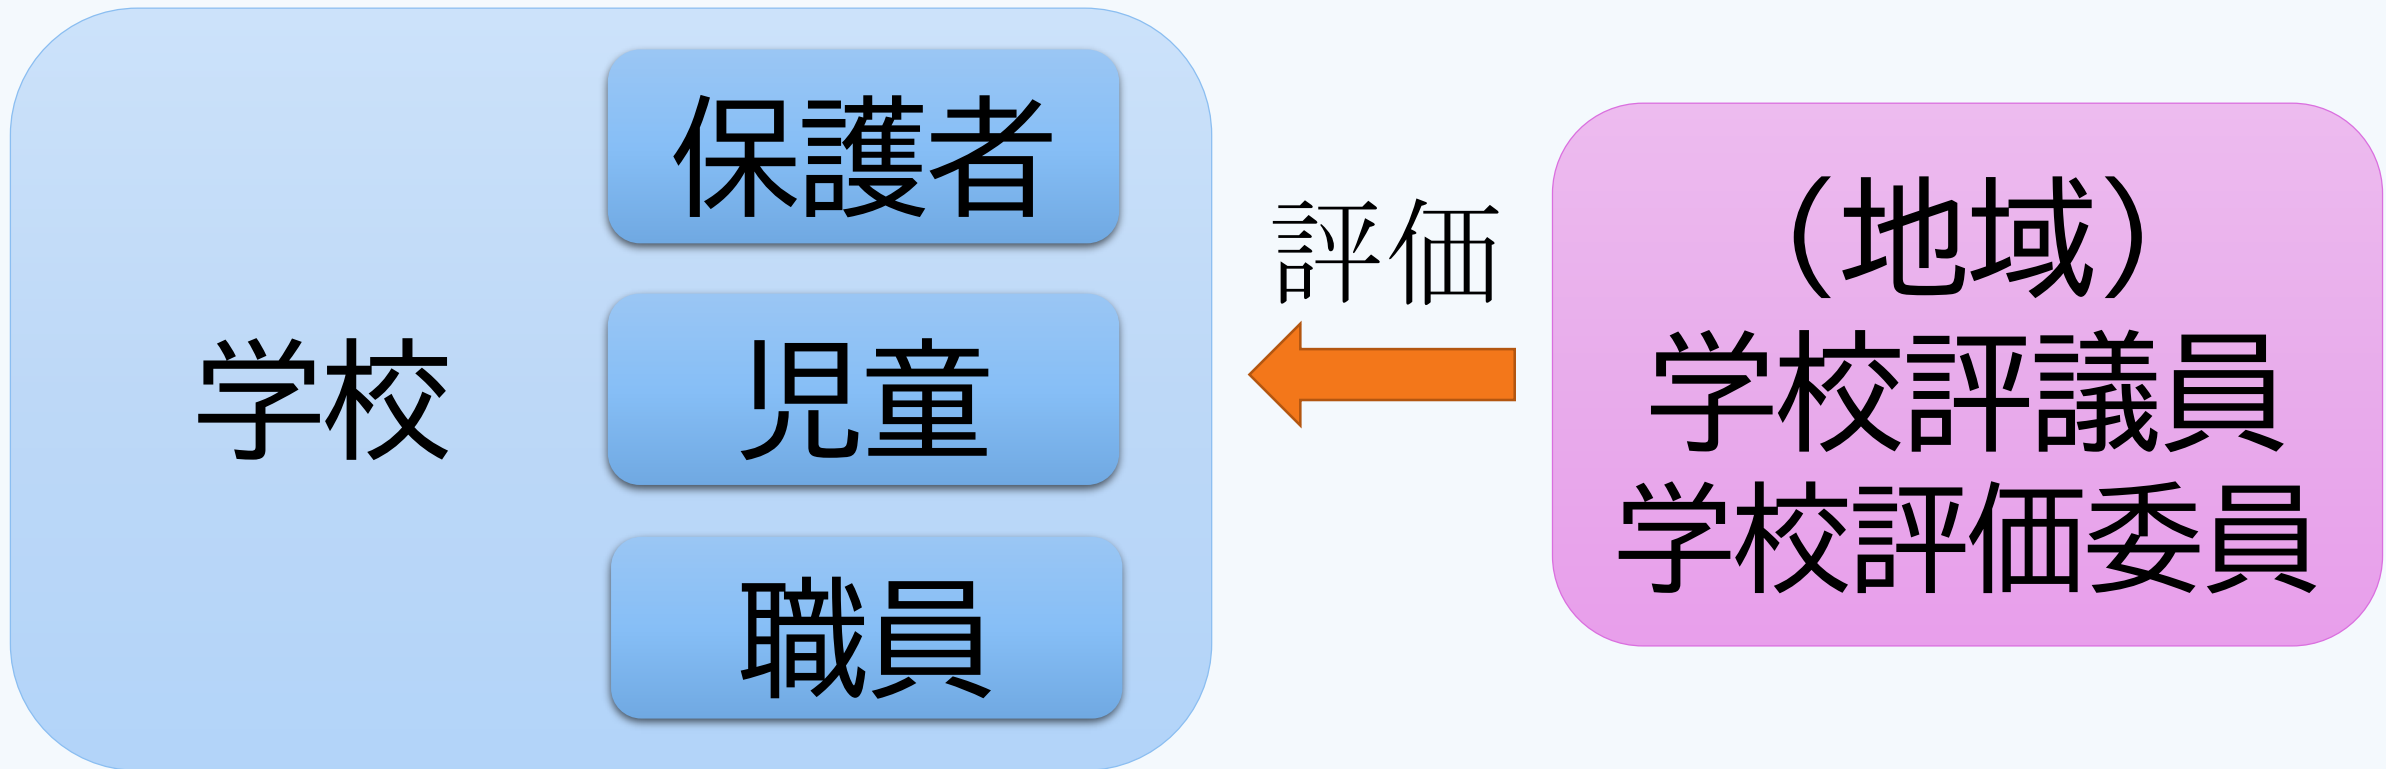 学校
保護者
児童
職員
評価
（地域）
学校評議員
学校評価委員